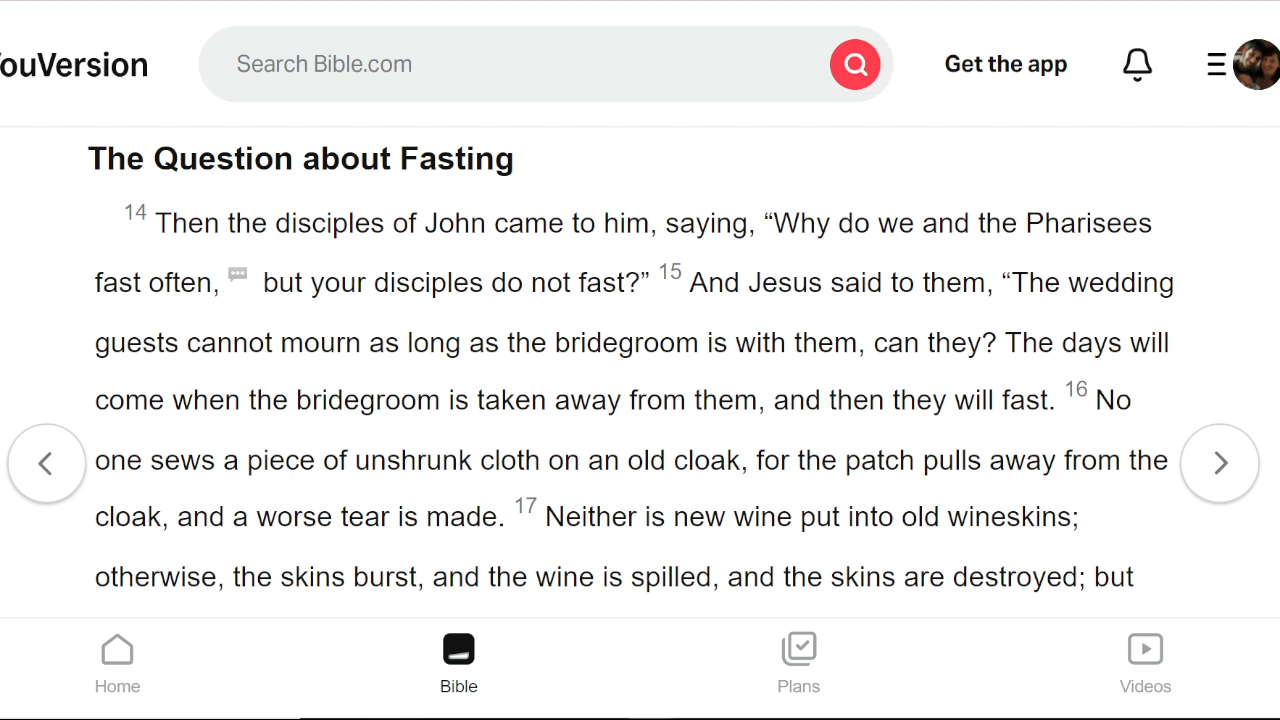 ouVersion
Search Bible.com
Get the app
The Question about Fasting
14 Then the disciples of John came to him, saying, “Why do we and the Pharisees
fast often, but your disciples do not fast?” 15 And Jesus said to them, “The wedding
guests cannot mourn as long as the bridegroom is with them, can they? The days will
come when the bridegroom is taken away from them, and then they will fast. 16 No
one sews a piece of unshrunk cloth on an old cloak, for the patch pulls away from the
cloak, and a worse tear is made. 17 Neither is new wine put into old wineskins;
otherwise, the skins burst, and the wine is spilled, and the skins are destroyed; but
Home
Bible
Plans
Videos